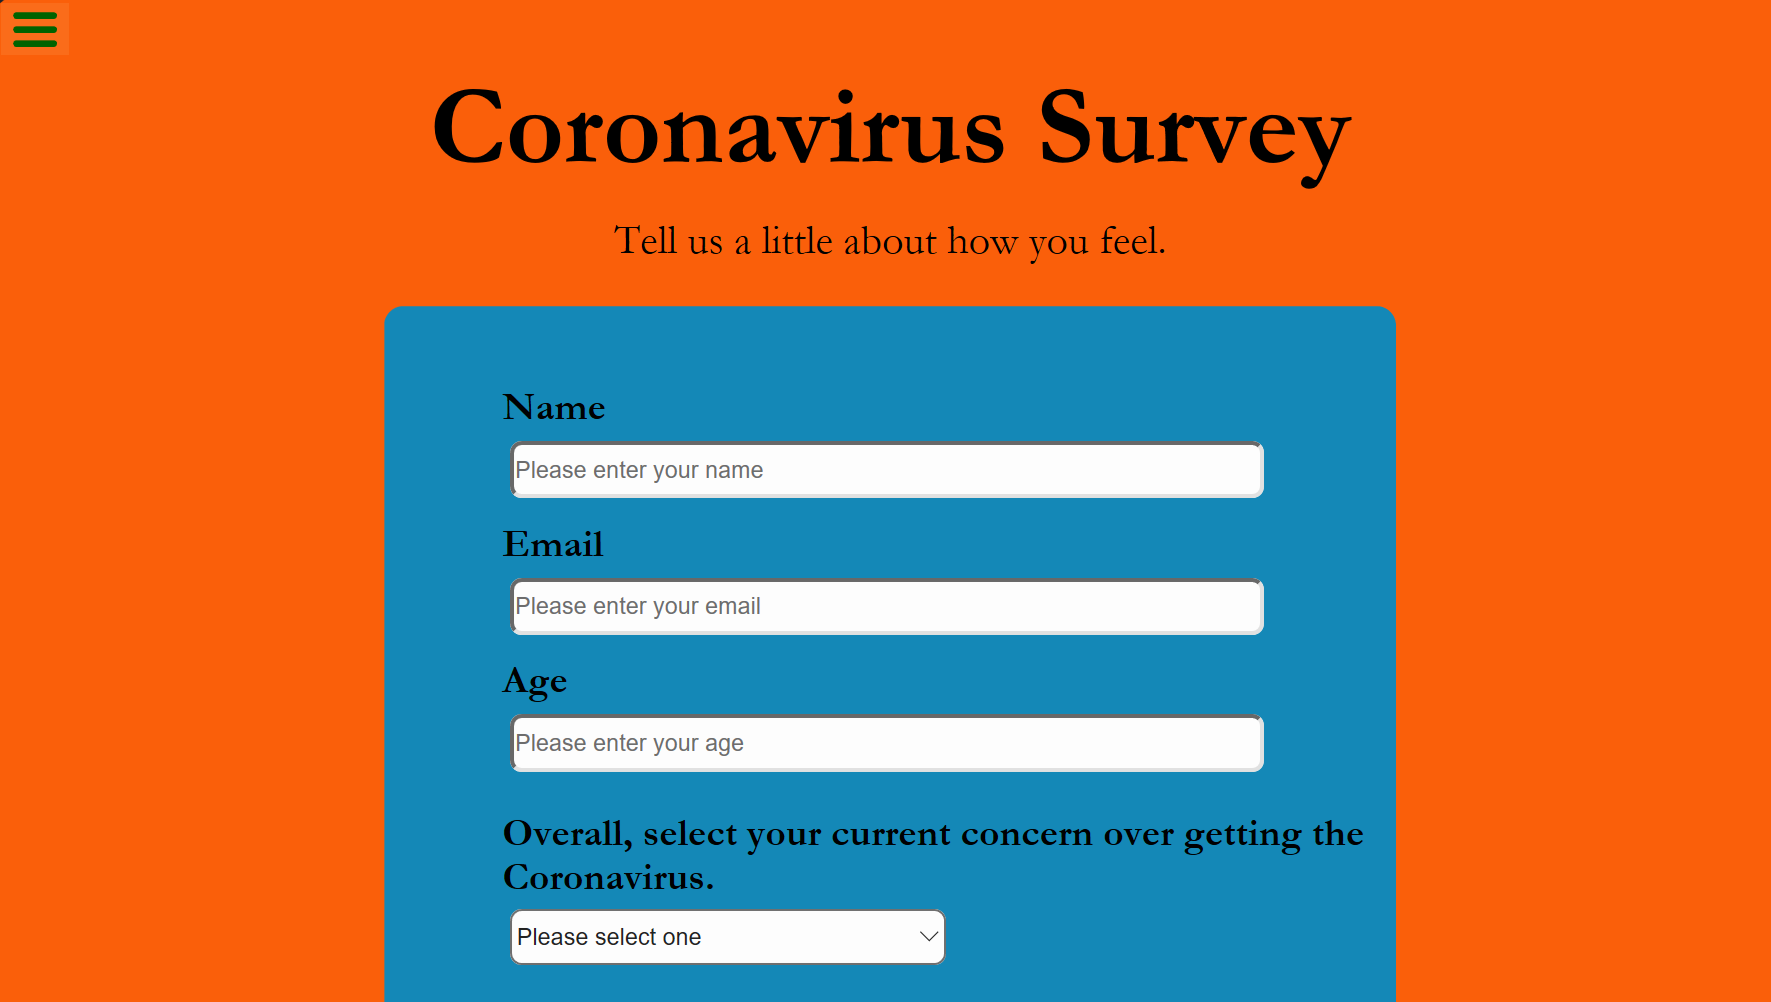 Coronavirus Survey
Tell us a little about how you feel.
Name
Please enter your name
Email
Please enter your email
Age
Please enter your age
Overall, select your current concern over getting the
Coronavirus.
Please select one